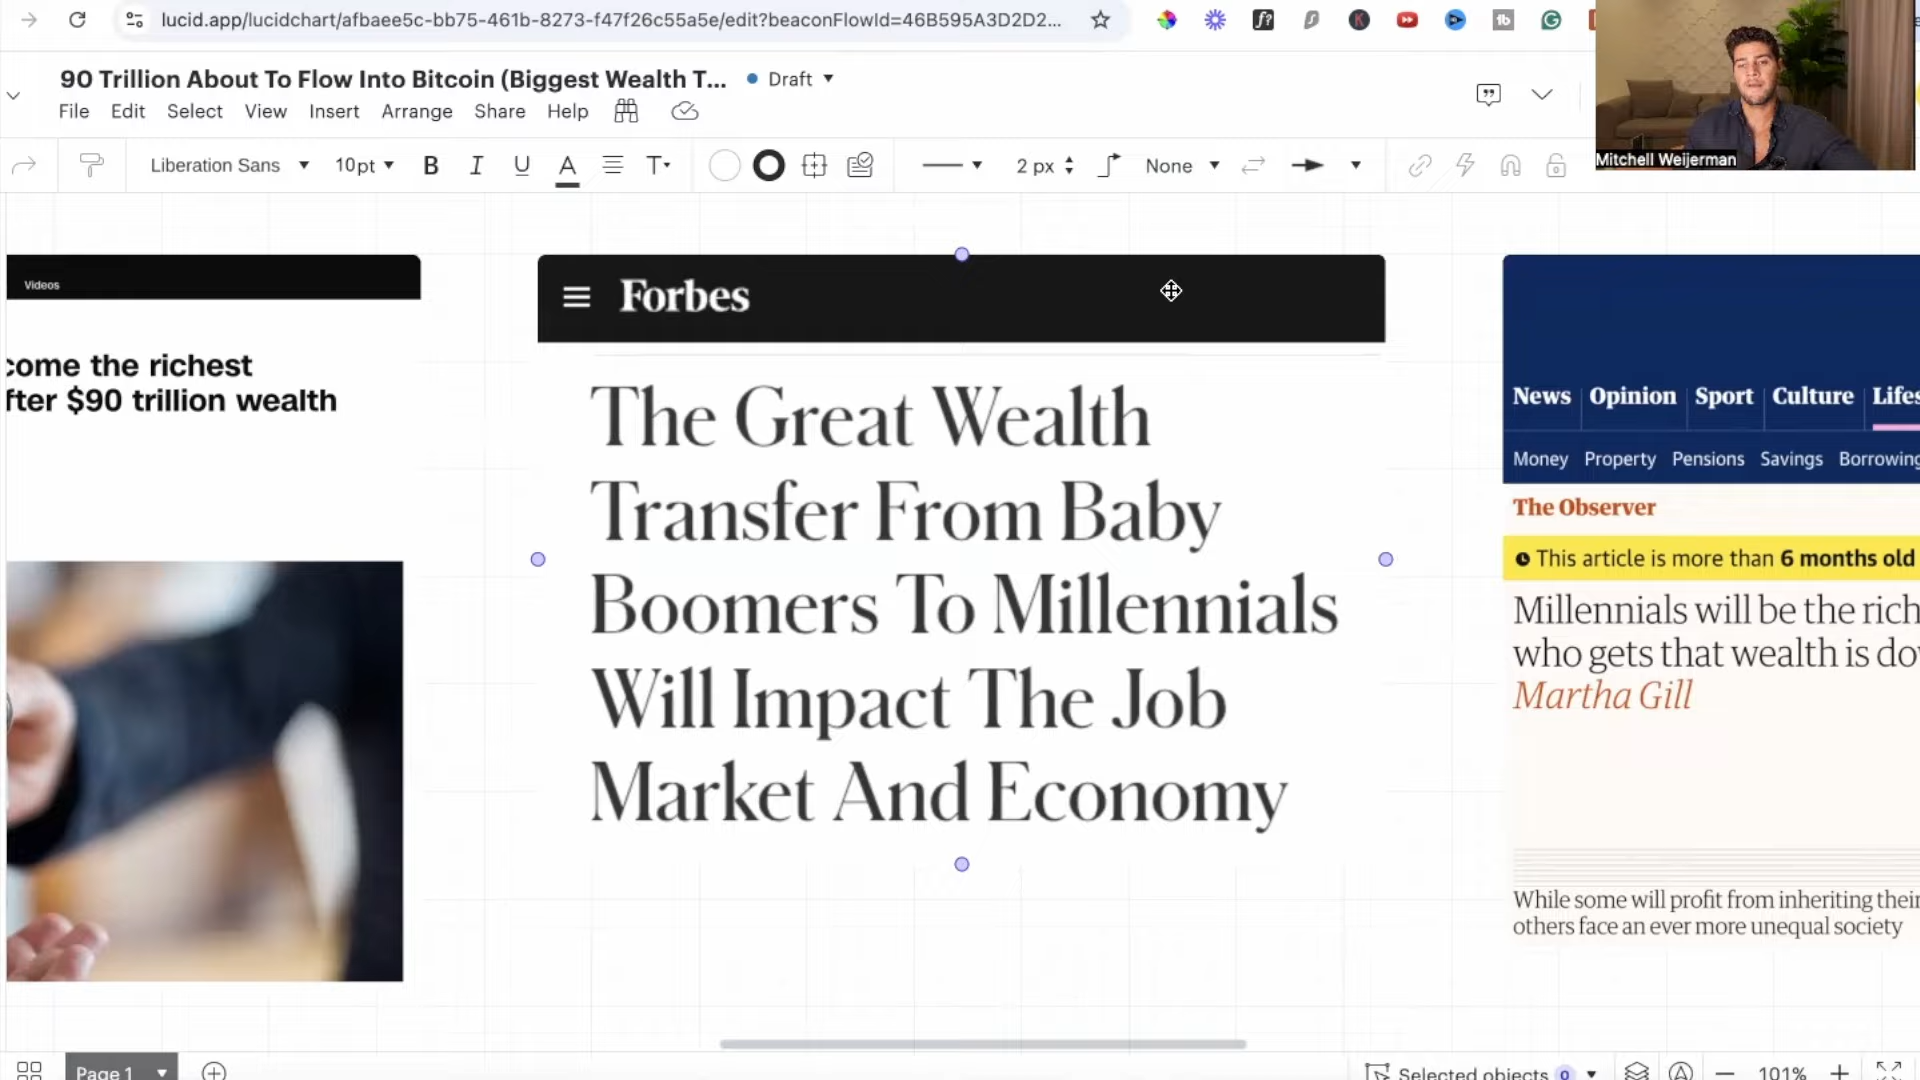 lucid.app/lucidchart/afbaee5c-bb75-461b-8273-f47f26c55a5e/edit?beaconFlowId=46B595A3D2D2...
90 Trillion About To Flow Into Bitcoin (Biggest Wealth T...
Draft
File Edit Select View Insert Arrange Share Help
Mitchell Weijerman
Liberation Sans 10pt B I U A T 2 px None
Videos
come the richest
fter $90 trillion wealth
Forbes
The Great Wealth
Transfer From Baby
Boomers To Millennials
Will Impact The Job
Market And Economy
News Opinion Sport Culture Lifes
Money Property Pensions Savings Borrowing
The Observer
This article is more than 6 months old
Millennials will be the rich
who gets that wealth is do
Martha Gill
While some will profit from inheriting their
others face an ever more unequal society
Page 1
Selected objects 0 101%